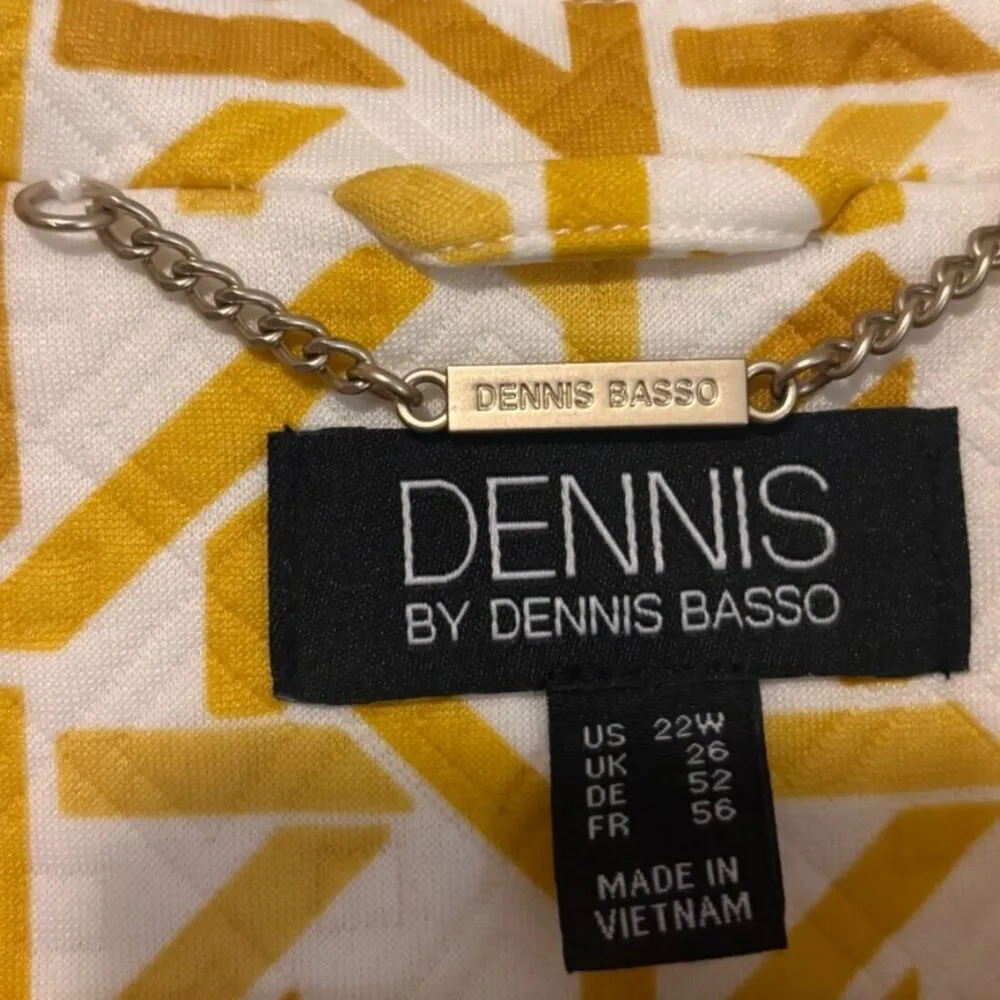 DENNIS BASSO
DENNIS
BY DENNIS BASSO
US 22W
UK 26
DE 52
FR 56
MADE IN
VIETNAM